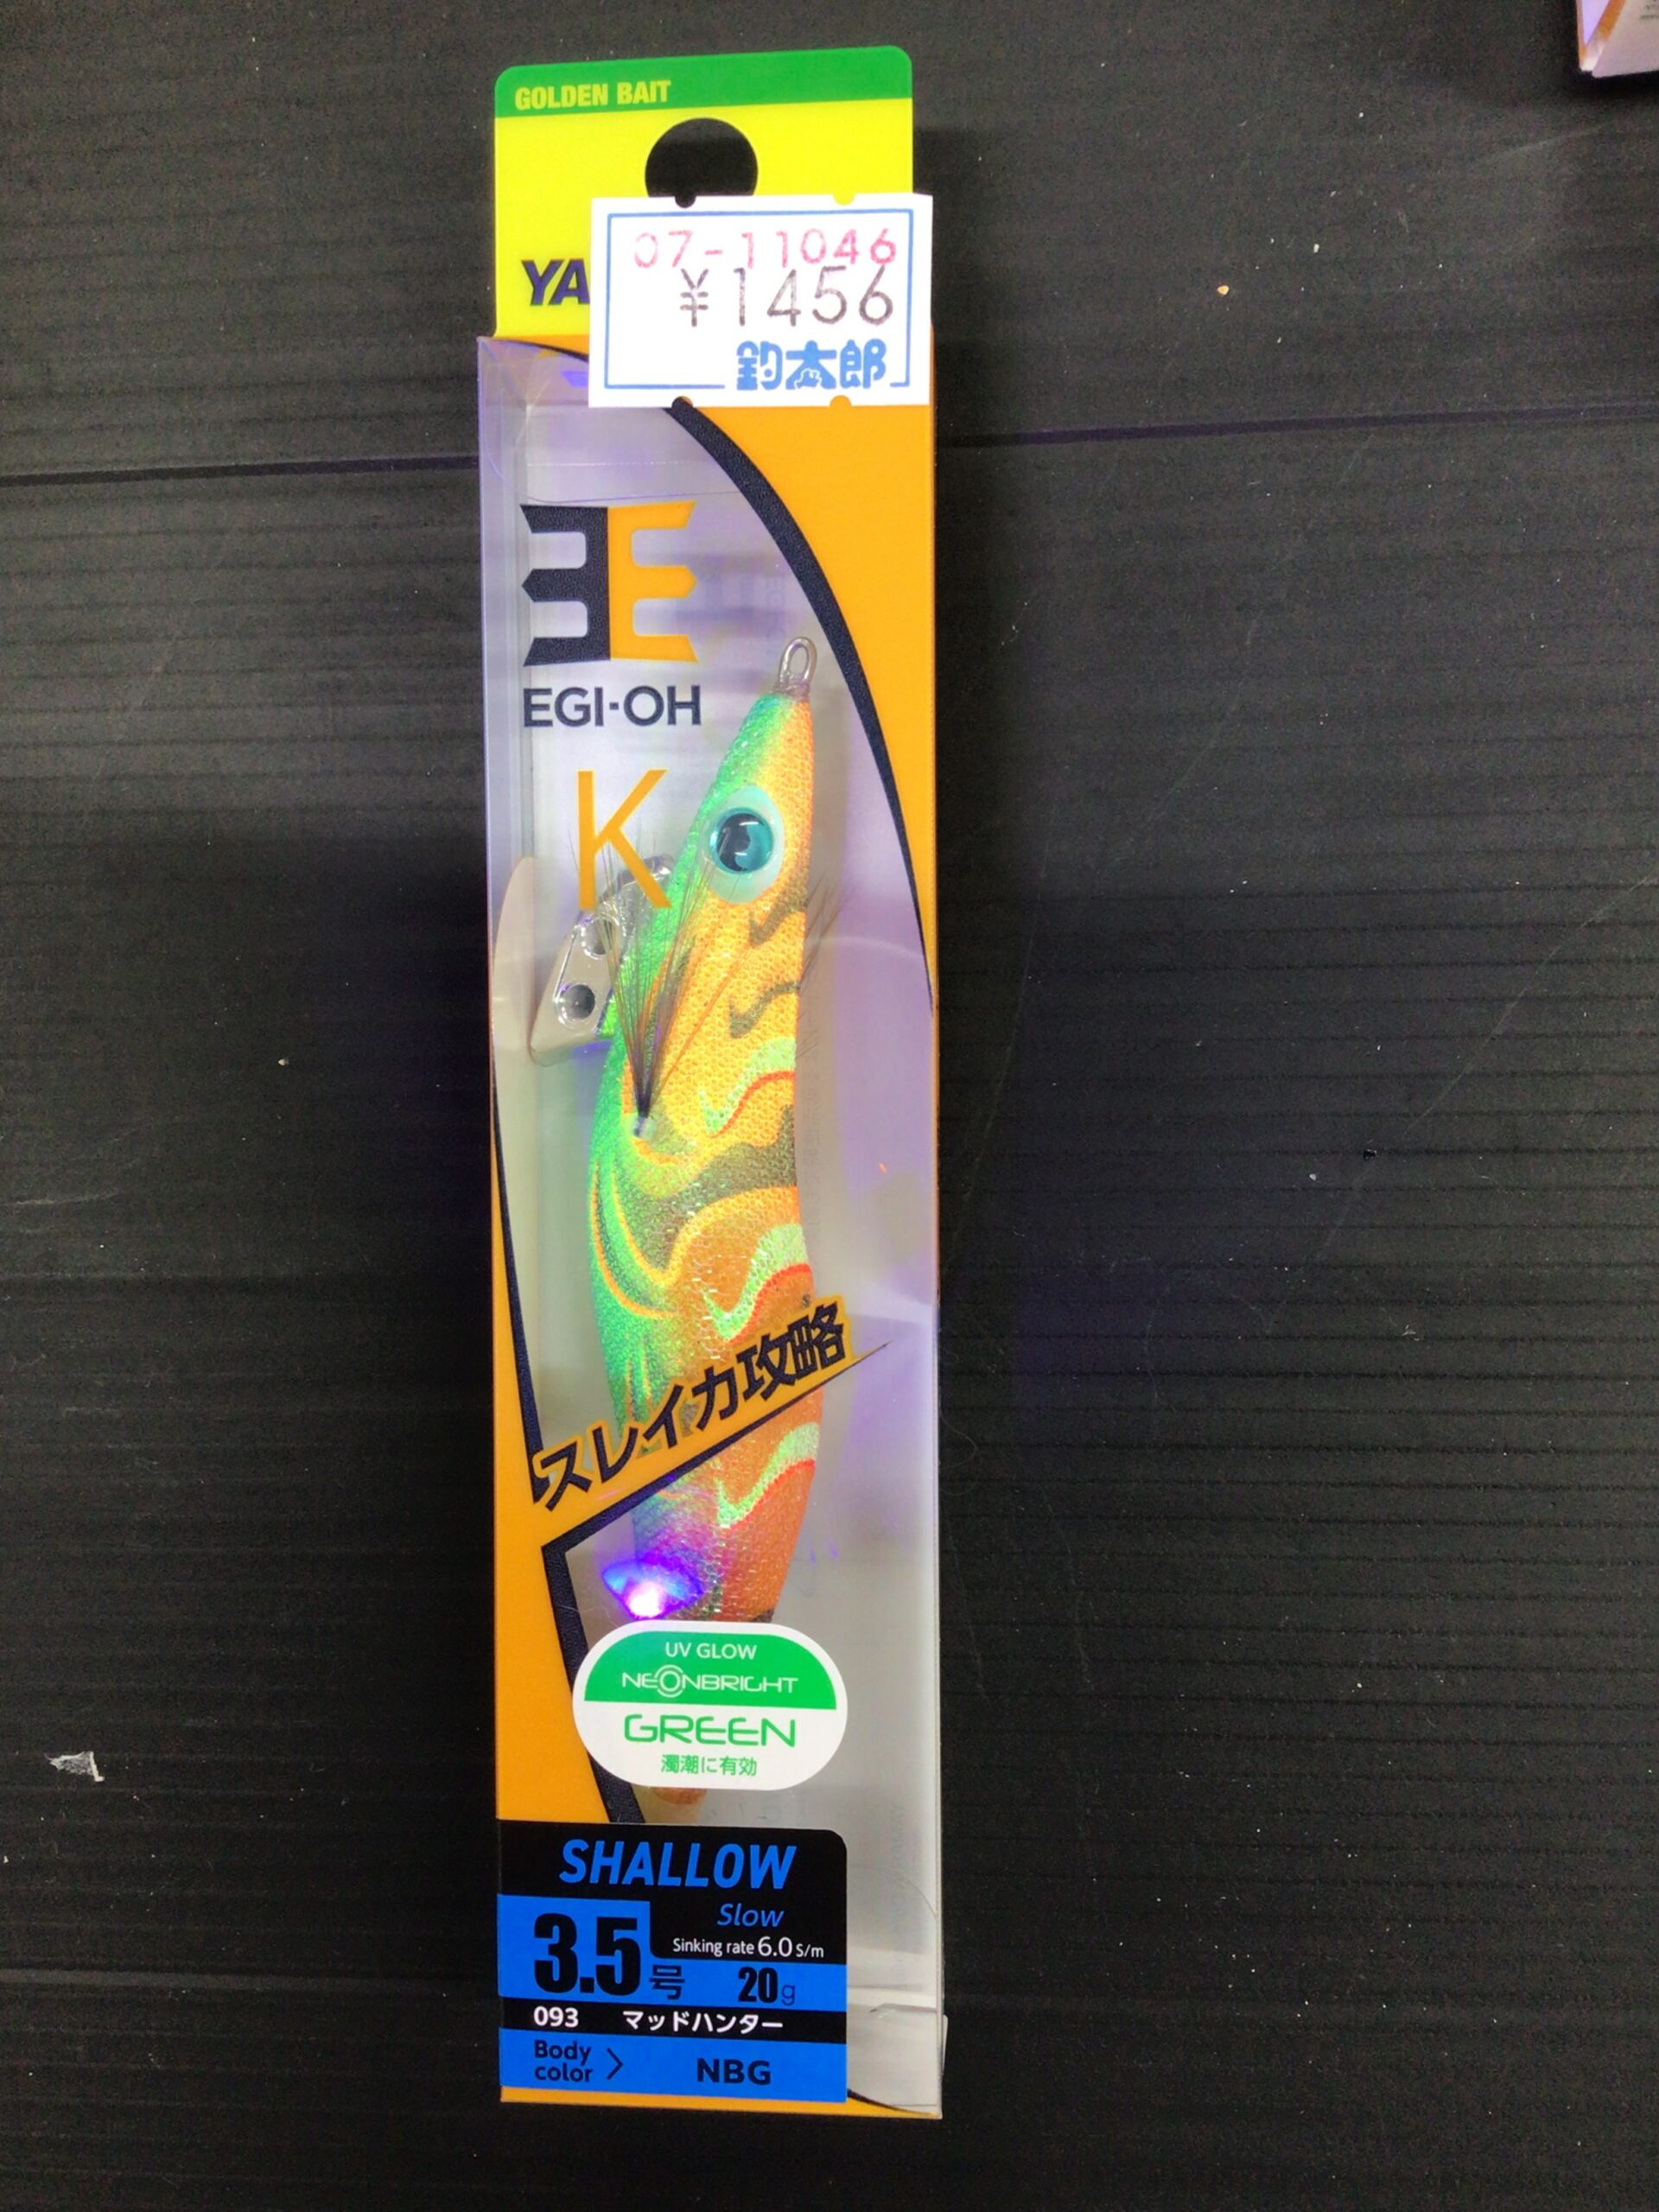 GOLDEN BAIT
YA
07-11046
¥1456
釣太郎
EGI-OH
K
スレイカ攻略
UV GLOW
NEONBRIGHT
GREEN
濁潮に有効
SHALLOW
Slow
Sinking rate 6.0 S/m
3.5号 20g
093 マッドハンター
Body color > NBG